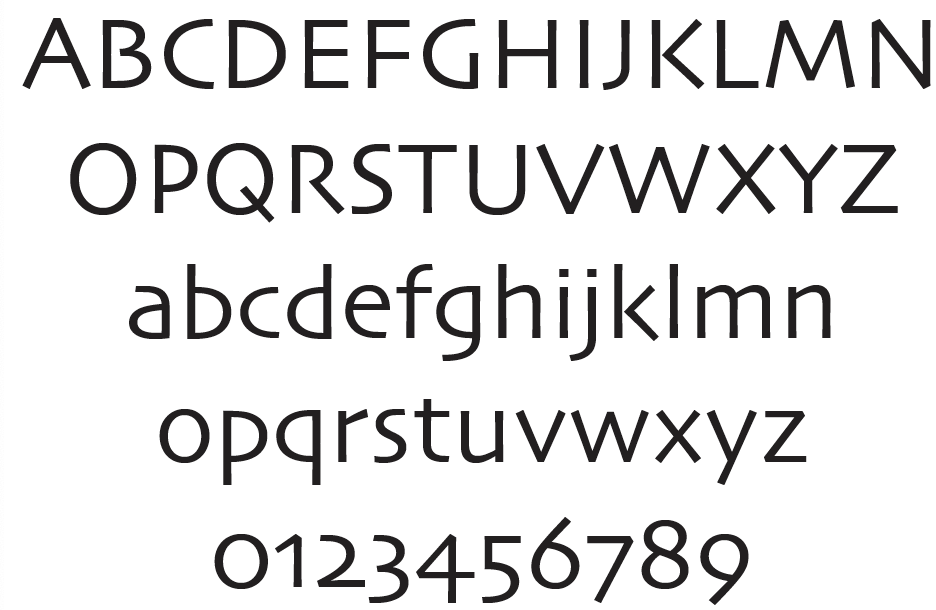 ABCDEFGHIJKLMN
OPQRSTUVWXYZ
abcdefghijklmn
opqrstuvwxyz
0123456789